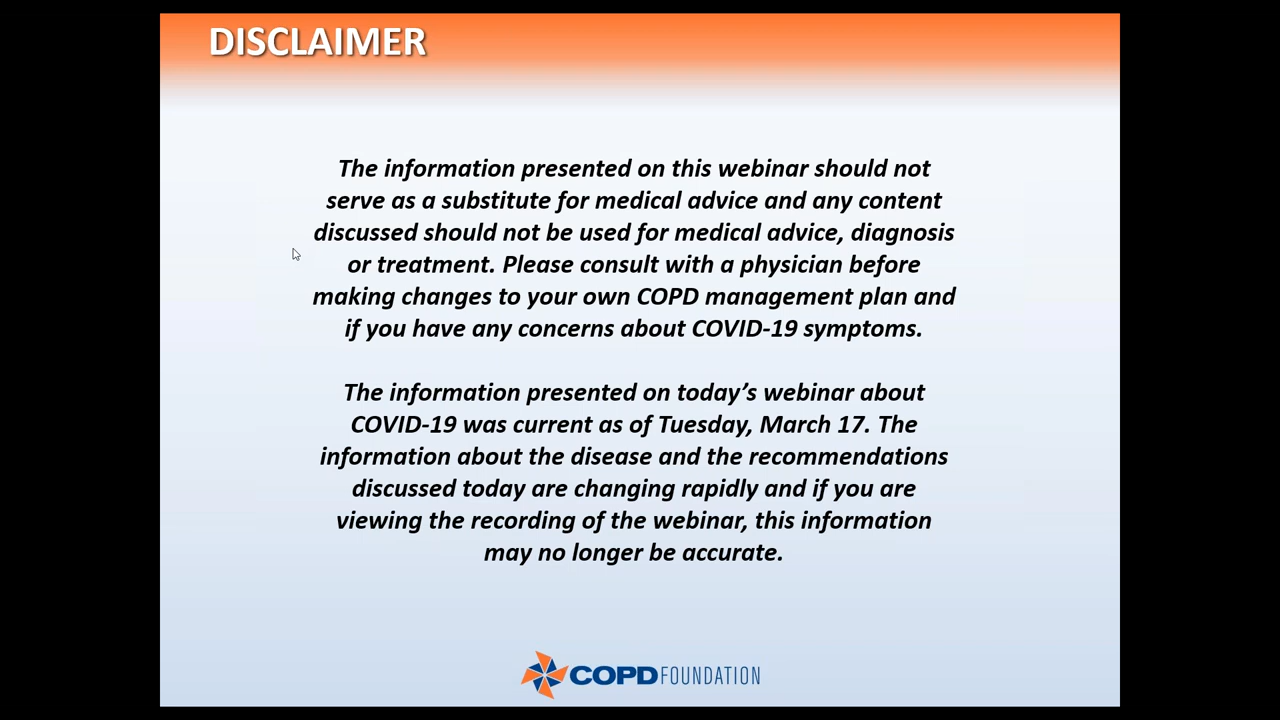 DISCLAIMER
The information presented on this webinar should not
serve as a substitute for medical advice and any content
discussed should not be used for medical advice, diagnosis
or treatment. Please consult with a physician before
making changes to your own COPD management plan and
if you have any concerns about COVID-19 symptoms.
The information presented on today’s webinar about
COVID-19 was current as of Tuesday, March 17. The
information about the disease and the recommendations
discussed today are changing rapidly and if you are
viewing the recording of the webinar, this information
may no longer be accurate.
COPD FOUNDATION